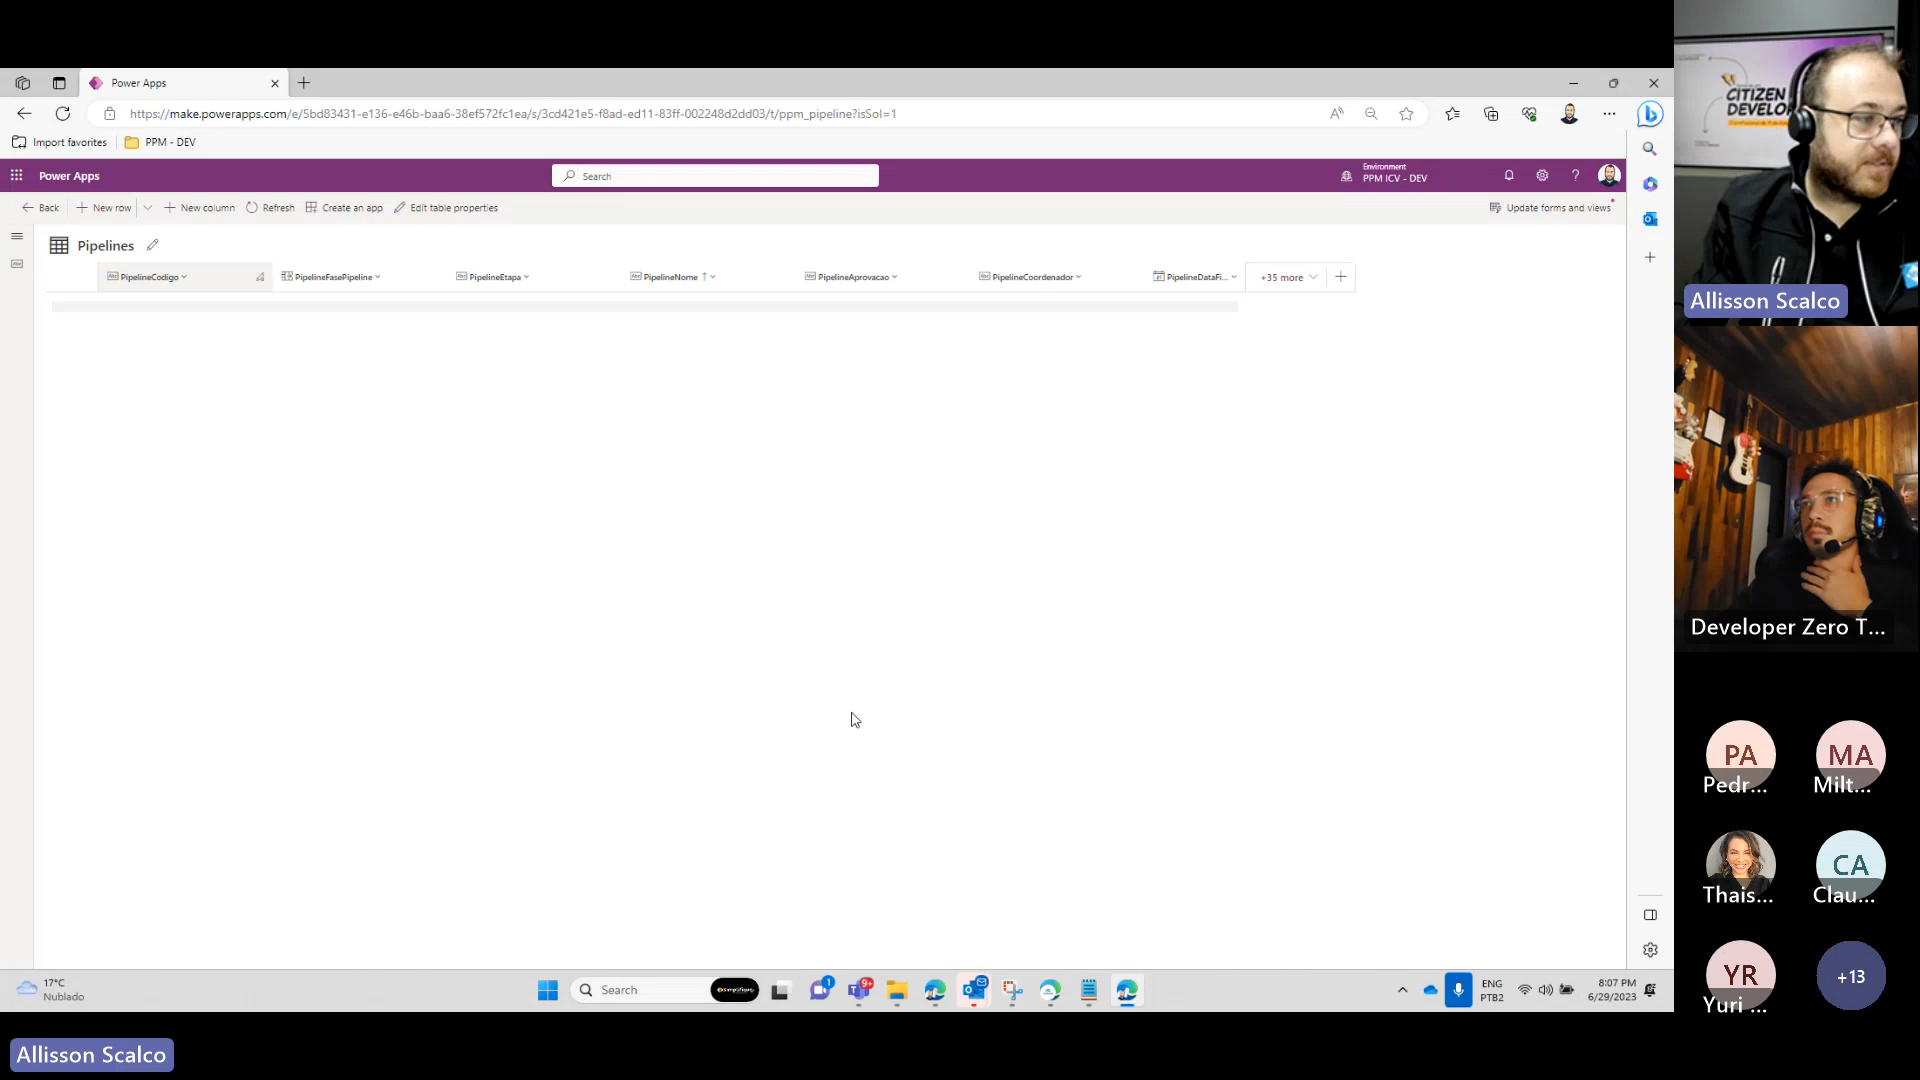 Power Apps
https://make.powerapps.com/e/5bd83431-e136-e46b-baa6-38ef572fc1ea/s/3cd421e5-f8ad-ed11-83ff-002248d2dd03/t/ppm_pipeline?isSol=1
Import favorites
PPM - DEV
Power Apps
Search
Environment
PPM ICV - DEV
Back
New row
New column
Refresh
Create an app
Edit table properties
Update forms and views
Pipelines
PipelineCodigo
PipelineFasePipeline
PipelineEtapa
PipelineNome
PipelineAprovacao
PipelineCoordenador
PipelineDataFi...
+35 more
17°C
Nublado
Search
1
9+
ENG
PTB2
8:07 PM
6/29/2023
Allisson Scalco
CITIZEN
DEVELO
Allisson Scalco
Developer Zero T...
PA
Pedr...
MA
Milt...
Thais...
CA
Clau...
YR
Yuri ...
+13